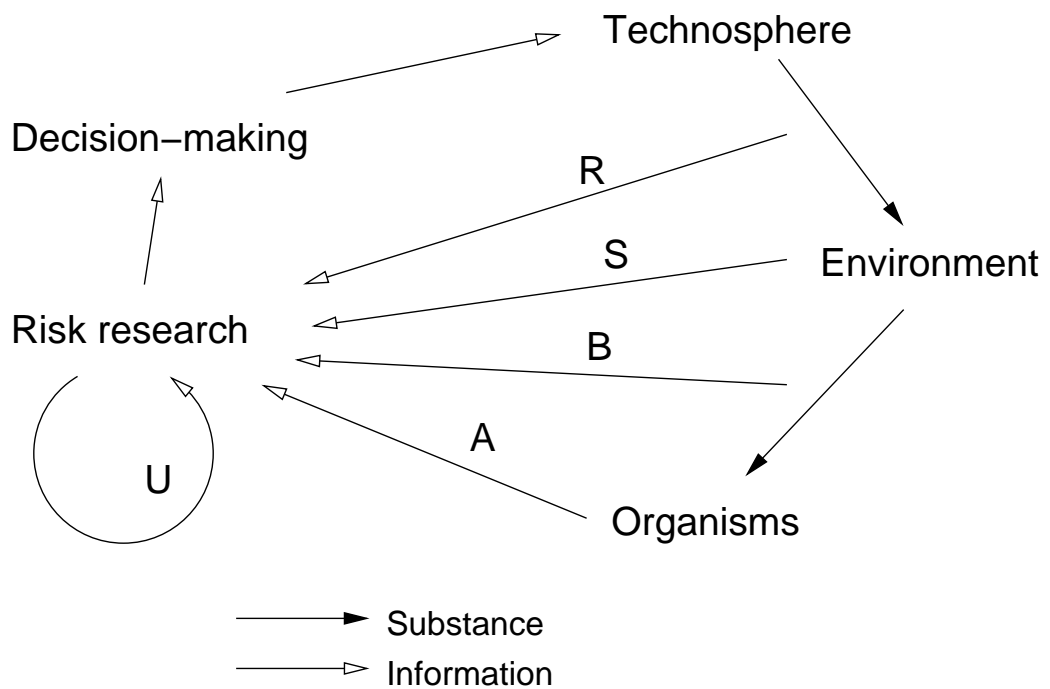 Technosphere
Decision−making
R
S
Environment
Risk research
B
A
U
Organisms
Substance
Information